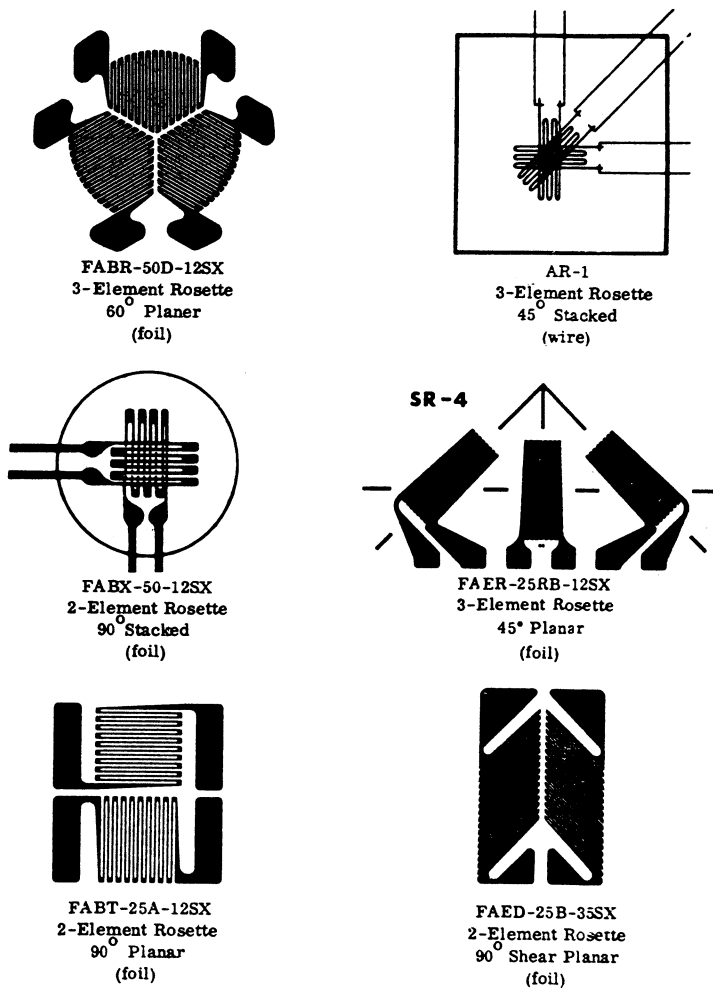 FABR-50D-12SX
3-Element Rosette
60° Planer
(foil)
AR-1
3-Element Rosette
45° Stacked
(wire)
FABX-50-12SX
2-Element Rosette
90° Stacked
(foil)
SR-4
FAER-25RB-12SX
3-Element Rosette
45° Planar
(foil)
FABT-25A-12SX
2-Element Rosette
90° Planar
(foil)
FAED-25B-35SX
2-Element Rosette
90° Shear Planar
(foil)